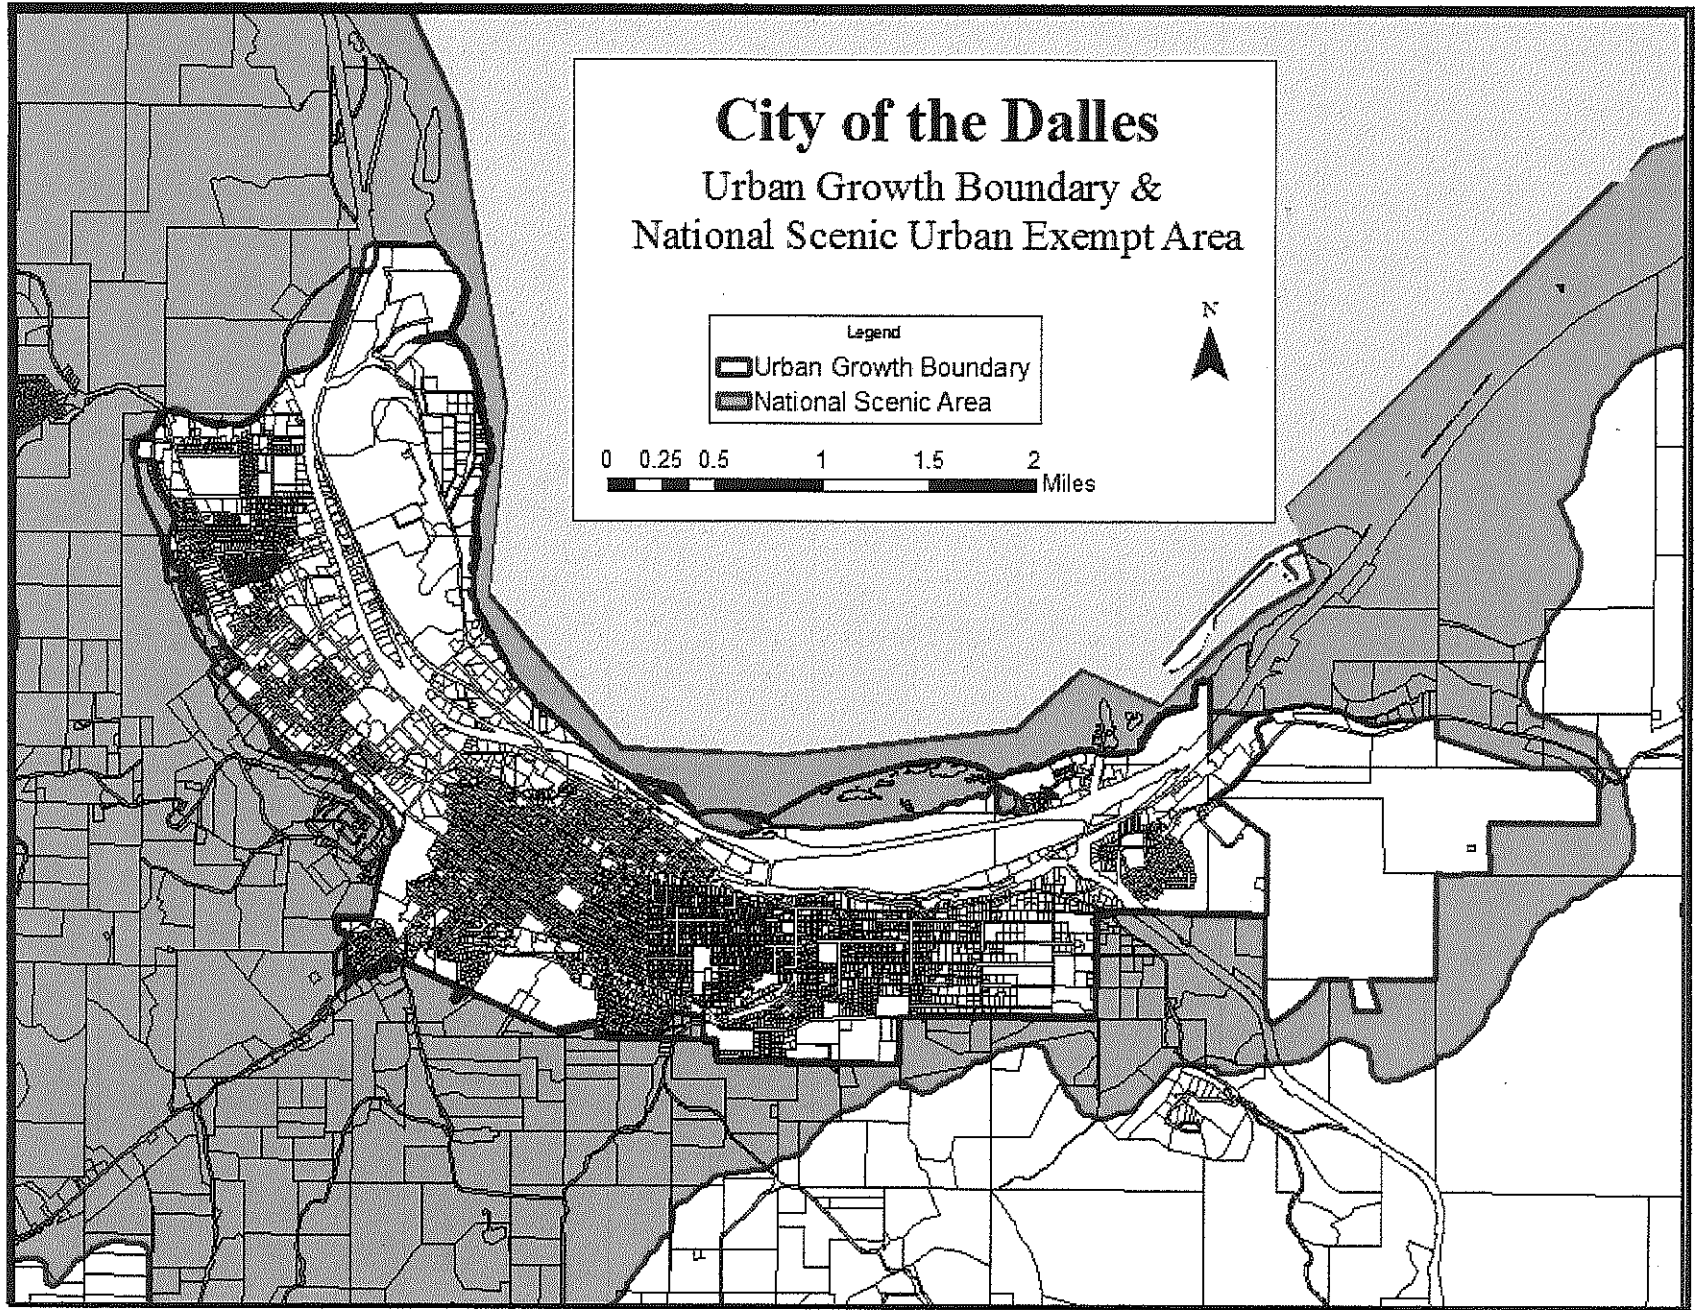 City of the Dalles
Urban Growth Boundary &
National Scenic Urban Exempt Area
N
Legend
Urban Growth Boundary
National Scenic Area
0 0.25 0.5 1 1.5 2
Miles